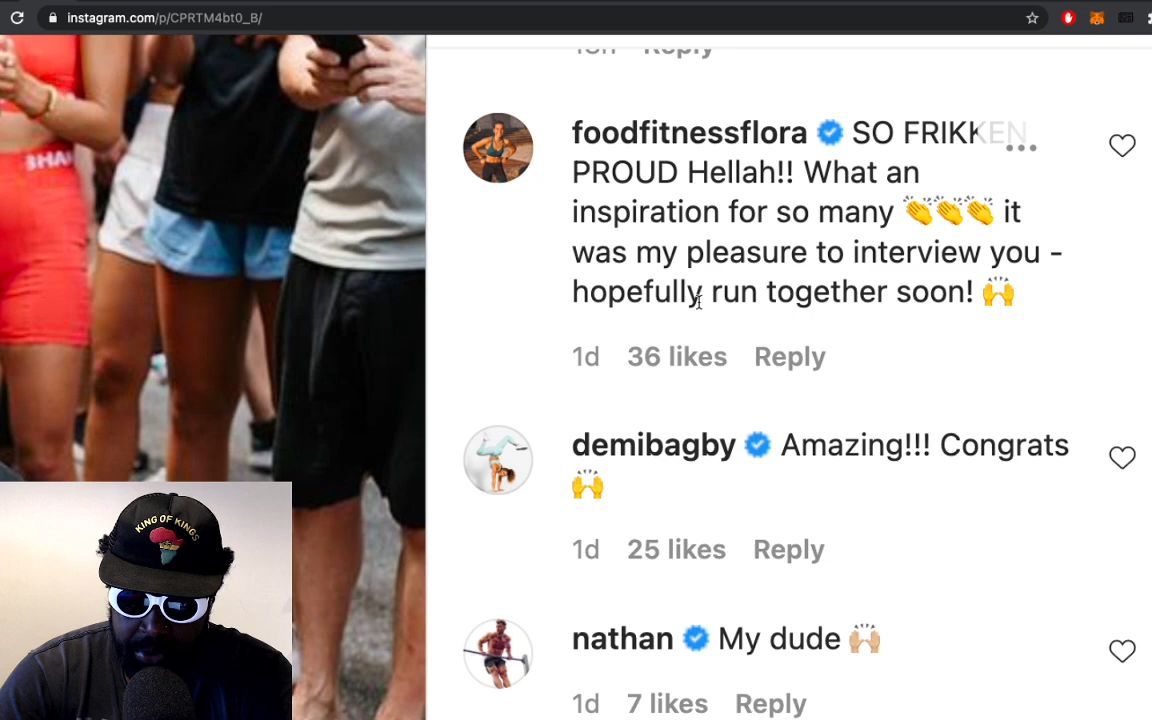 instagram.com/p/CPRTM4bt0_B/
Reply
foodfitnessflora SO FRIKKEN
PROUD Hellah!! What an
inspiration for so many 👏👏👏 it
was my pleasure to interview you -
hopefully run together soon! 🙌
1d 36 likes Reply
demibagby Amazing!!! Congrats
🙌
1d 25 likes Reply
nathan My dude 🙌🏼
1d 7 likes Reply
KING OF KINGS